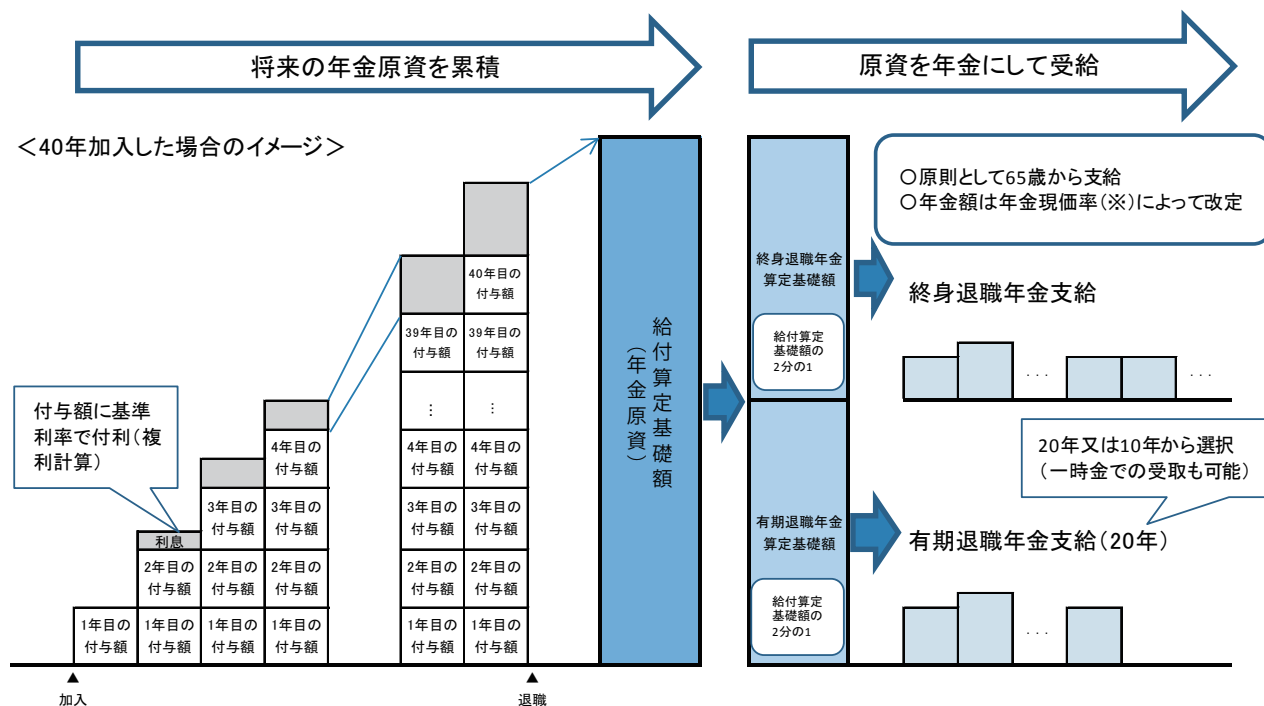 将来の年金原資を累積
原資を年金にして受給
＜40年加入した場合のイメージ＞
○原則として65歳から支給
○年金額は年金現価率(※)によって改定
付与額に基準
利率で付利(複
利計算)
利息
1年目の
付与額
2年目の
付与額
1年目の
付与額
3年目の
付与額
2年目の
付与額
1年目の
付与額
4年目の
付与額
3年目の
付与額
2年目の
付与額
1年目の
付与額
39年目の
付与額
…
4年目の
付与額
3年目の
付与額
2年目の
付与額
1年目の
付与額
40年目の
付与額
39年目の
付与額
…
4年目の
付与額
3年目の
付与額
2年目の
付与額
1年目の
付与額
▲
加入
▲
退職
給付算定基礎額
(年金原資)
終身退職年金
算定基礎額
給付算定
基礎額の
2分の1
終身退職年金支給
...
...
有期退職年金
算定基礎額
給付算定
基礎額の
2分の1
20年又は10年から選択
(一時金での受取も可能)
有期退職年金支給(20年)
...